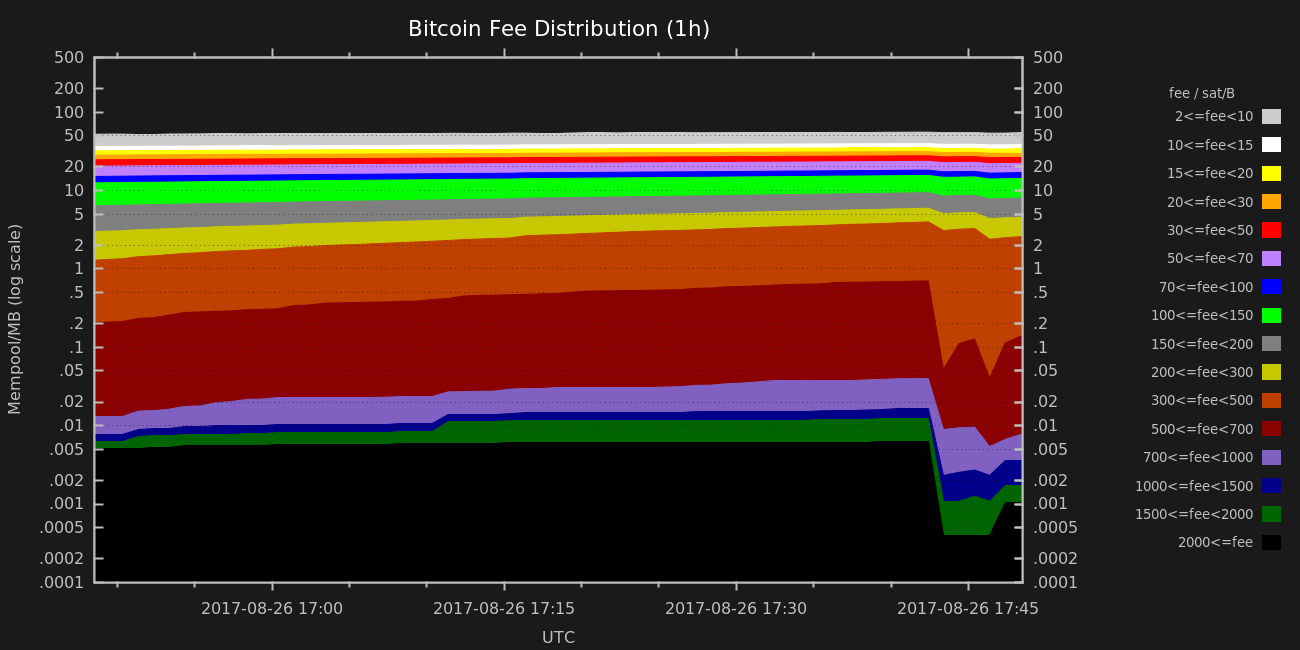 Bitcoin Fee Distribution (1h)
500 500
200 200
100 100
50 50
20 20
10 10
5 5
2 2
1 1
.5 .5
.2 .2
.1 .1
.05 .05
.02 .02
.01 .01
.005 .005
.002 .002
.001 .001
.0005 .0005
.0002 .0002
.0001 .0001
Mempool/MB (log scale)
2017-08-26 17:00 2017-08-26 17:15 2017-08-26 17:30 2017-08-26 17:45
UTC
fee / sat/B
2<=fee<10
10<=fee<15
15<=fee<20
20<=fee<30
30<=fee<50
50<=fee<70
70<=fee<100
100<=fee<150
150<=fee<200
200<=fee<300
300<=fee<500
500<=fee<700
700<=fee<1000
1000<=fee<1500
1500<=fee<2000
2000<=fee